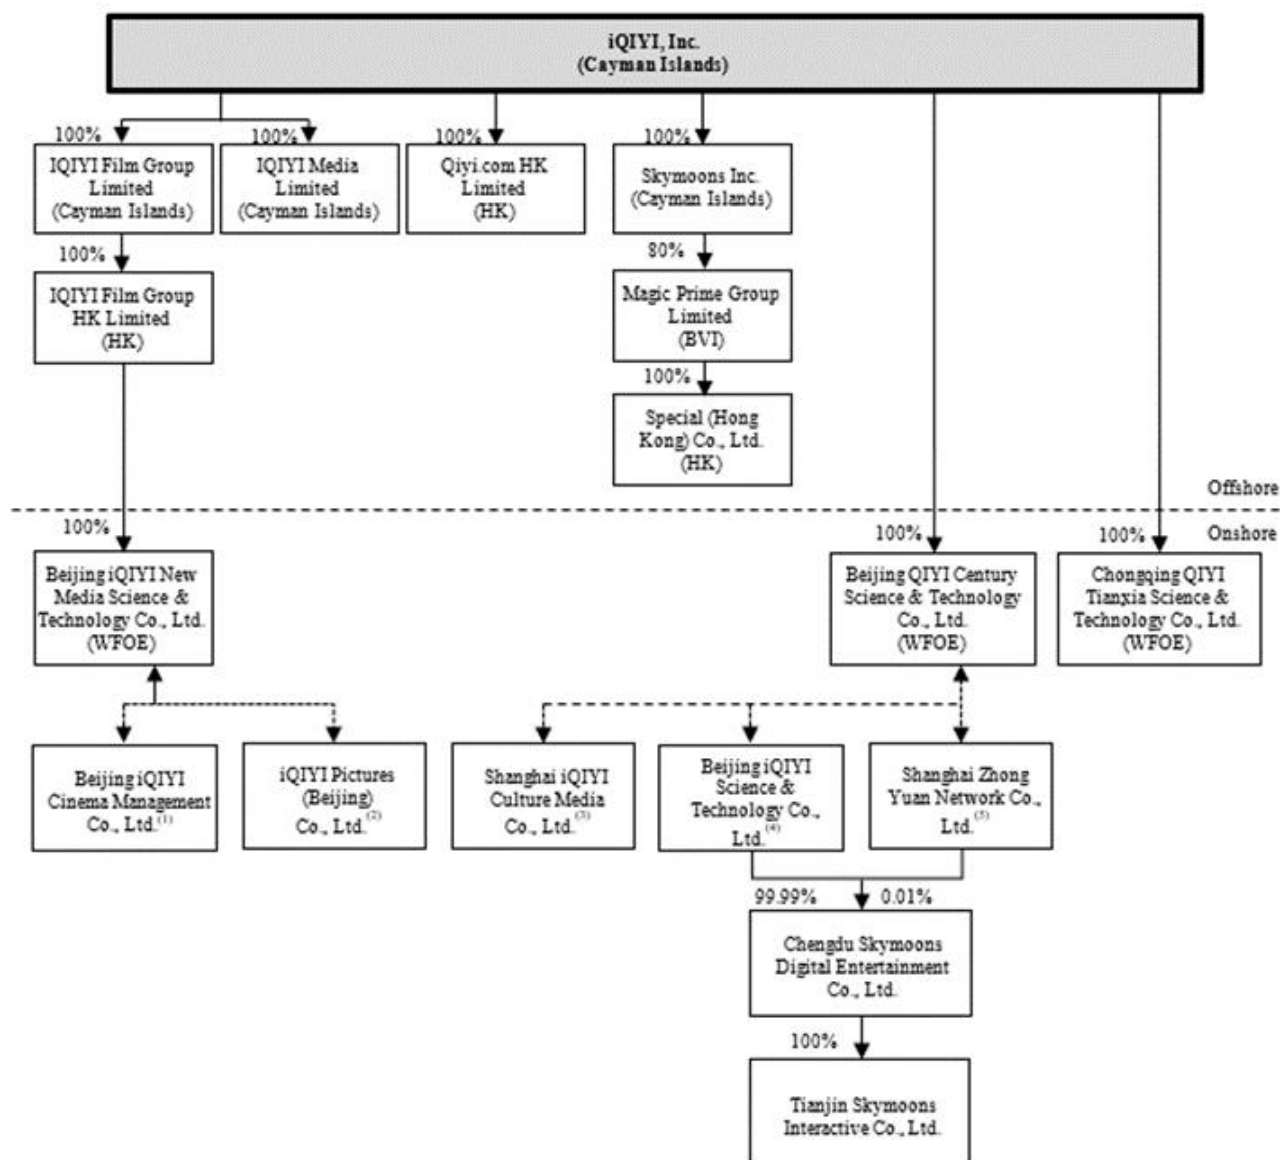 iQIYI, Inc.
(Cayman Islands)
100%
100%
100%
100%
IQIYI Film Group
Limited
(Cayman Islands)
IQIYI Media
Limited
(Cayman Islands)
Qiyi.com HK
Limited
(HK)
Skymoons Inc.
(Cayman Islands)
100%
80%
IQIYI Film Group
HK Limited
(HK)
Magic Prime Group
Limited
(BVI)
100%
Special (Hong
Kong) Co., Ltd.
(HK)
Offshore
Onshore
100%
100%
100%
Beijing iQIYI New
Media Science &
Technology Co., Ltd.
(WFOE)
Beijing QIYI Century
Science & Technology
Co., Ltd.
(WFOE)
Chongqing QIYI
Tianxia Science &
Technology Co., Ltd.
(WFOE)
Beijing iQIYI
Cinema Management
Co., Ltd.(1)
iQIYI Pictures
(Beijing)
Co., Ltd.(2)
Shanghai iQIYI
Culture Media
Co., Ltd.(3)
Beijing iQIYI
Science &
Technology Co.,
Ltd.(4)
Shanghai Zhong
Yuan Network Co.,
Ltd.(5)
99.99%
0.01%
Chengdu Skymoons
Digital Entertainment
Co., Ltd.
100%
Tianjin Skymoons
Interactive Co., Ltd.